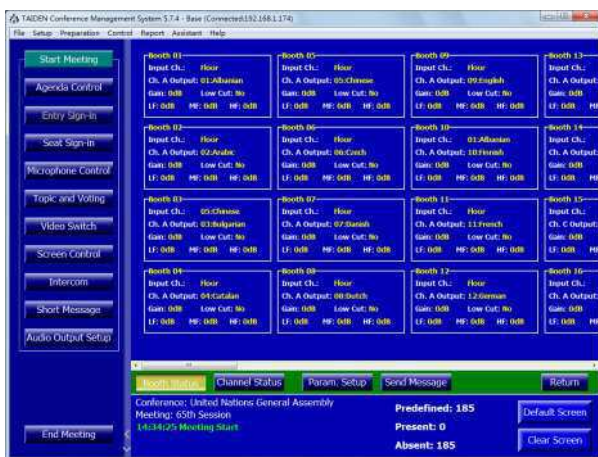 TAIDEN Conference Management System 5.7.4 - Base (Connected:192.168.1.174)
File Setup Preparation Control Report Assistant Help
Start Meeting
Agenda Control
Entry Sign-in
Seat Sign-in
Microphone Control
Topic and Voting
Video Switch
Screen Control
Intercom
Short Message
Audio Output Setup
End Meeting
Booth 01
Input Ch.: Floor
Ch. A Output: 01:Albanian
Gain: 0dB Low Cut: No
LF: 0dB MF: 0dB HF: 0dB
Booth 05
Input Ch.: Floor
Ch. A Output: 05:Chinese
Gain: 0dB Low Cut: No
LF: 0dB MF: 0dB HF: 0dB
Booth 09
Input Ch.: Floor
Ch. A Output: 09:English
Gain: 0dB Low Cut: No
LF: 0dB MF: 0dB HF: 0dB
Booth 13
Input Ch.:
Ch. A Output:
Gain: 0dB
LF: 0dB
Booth 02
Input Ch.: Floor
Ch. A Output: 02:Arabic
Gain: 0dB Low Cut: No
LF: 0dB MF: 0dB HF: 0dB
Booth 06
Input Ch.: Floor
Ch. A Output: 06:Czech
Gain: 0dB Low Cut: No
LF: 0dB MF: 0dB HF: 0dB
Booth 10
Input Ch.: 01:Albanian
Ch. A Output: 10:Finnish
Gain: 0dB Low Cut: No
LF: 0dB MF: 0dB HF: 0dB
Booth 14
Input Ch.:
Ch. A Output:
Gain: 0dB
LF: 0dB
Booth 03
Input Ch.: 05:Chinese
Ch. A Output: 03:Bulgarian
Gain: 0dB Low Cut: No
LF: 0dB MF: 0dB HF: 0dB
Booth 07
Input Ch.: Floor
Ch. A Output: 07:Danish
Gain: 0dB Low Cut: No
LF: 0dB MF: 0dB HF: 0dB
Booth 11
Input Ch.: Floor
Ch. A Output: 11:French
Gain: 0dB Low Cut: No
LF: 0dB MF: 0dB HF: 0dB
Booth 15
Input Ch.:
Ch. C Output:
Gain: 0dB
LF: 0dB
Booth 04
Input Ch.: Floor
Ch. A Output: 04:Catalan
Gain: 0dB Low Cut: No
LF: 0dB MF: 0dB HF: 0dB
Booth 08
Input Ch.: Floor
Ch. A Output: 08:Dutch
Gain: 0dB Low Cut: No
LF: 0dB MF: 0dB HF: 0dB
Booth 12
Input Ch.: Floor
Ch. A Output: 12:German
Gain: 0dB Low Cut: No
LF: 0dB MF: 0dB HF: 0dB
Booth 16
Input Ch.:
Ch. A Output:
Gain: 0dB
LF: 0dB
Booth Status Channel Status Param. Setup Send Message Return
Conference: United Nations General Assembly
Meeting: 65th Session
14:34:25 Meeting Start
Predefined: 185
Present: 0
Absent: 185
Default Screen
Clear Screen